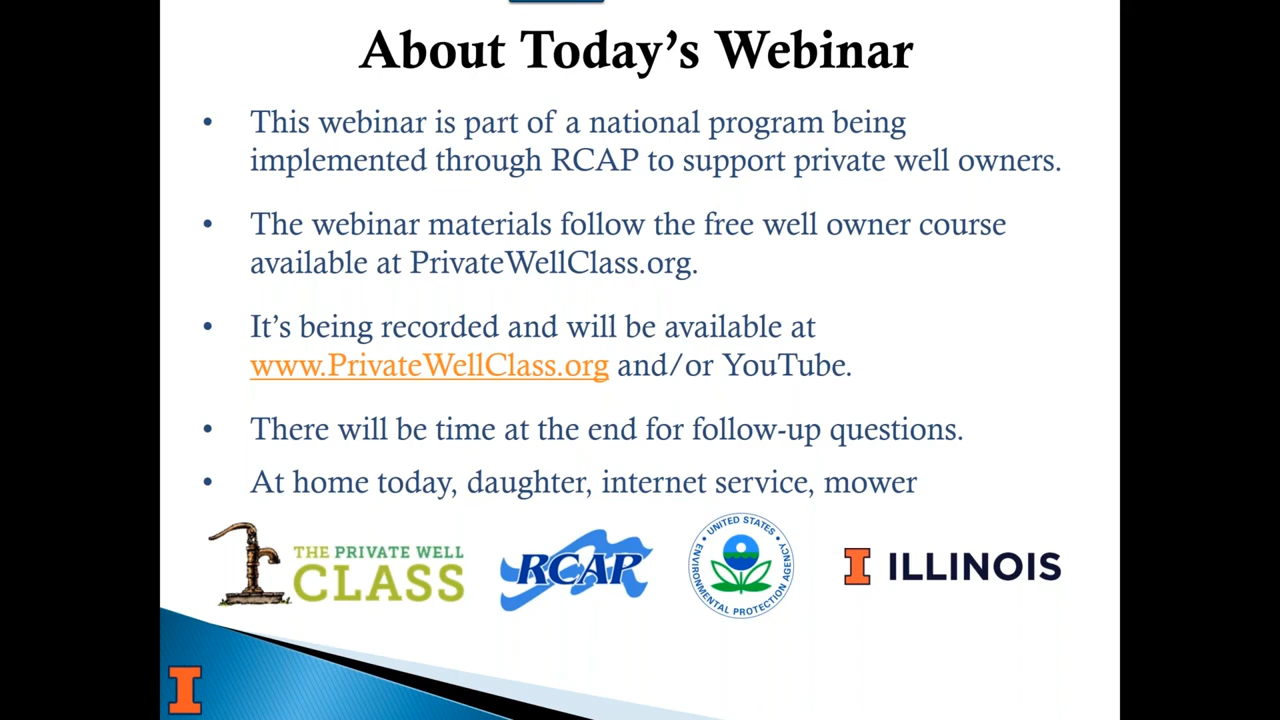 About Today’s Webinar
• This webinar is part of a national program being
implemented through RCAP to support private well owners.
• The webinar materials follow the free well owner course
available at PrivateWellClass.org.
• It’s being recorded and will be available at
www.PrivateWellClass.org and/or YouTube.
• There will be time at the end for follow-up questions.
• At home today, daughter, internet service, mower
THE PRIVATE WELL
CLASS
RCAP
UNITED STATES
ENVIRONMENTAL PROTECTION AGENCY
I ILLINOIS
I